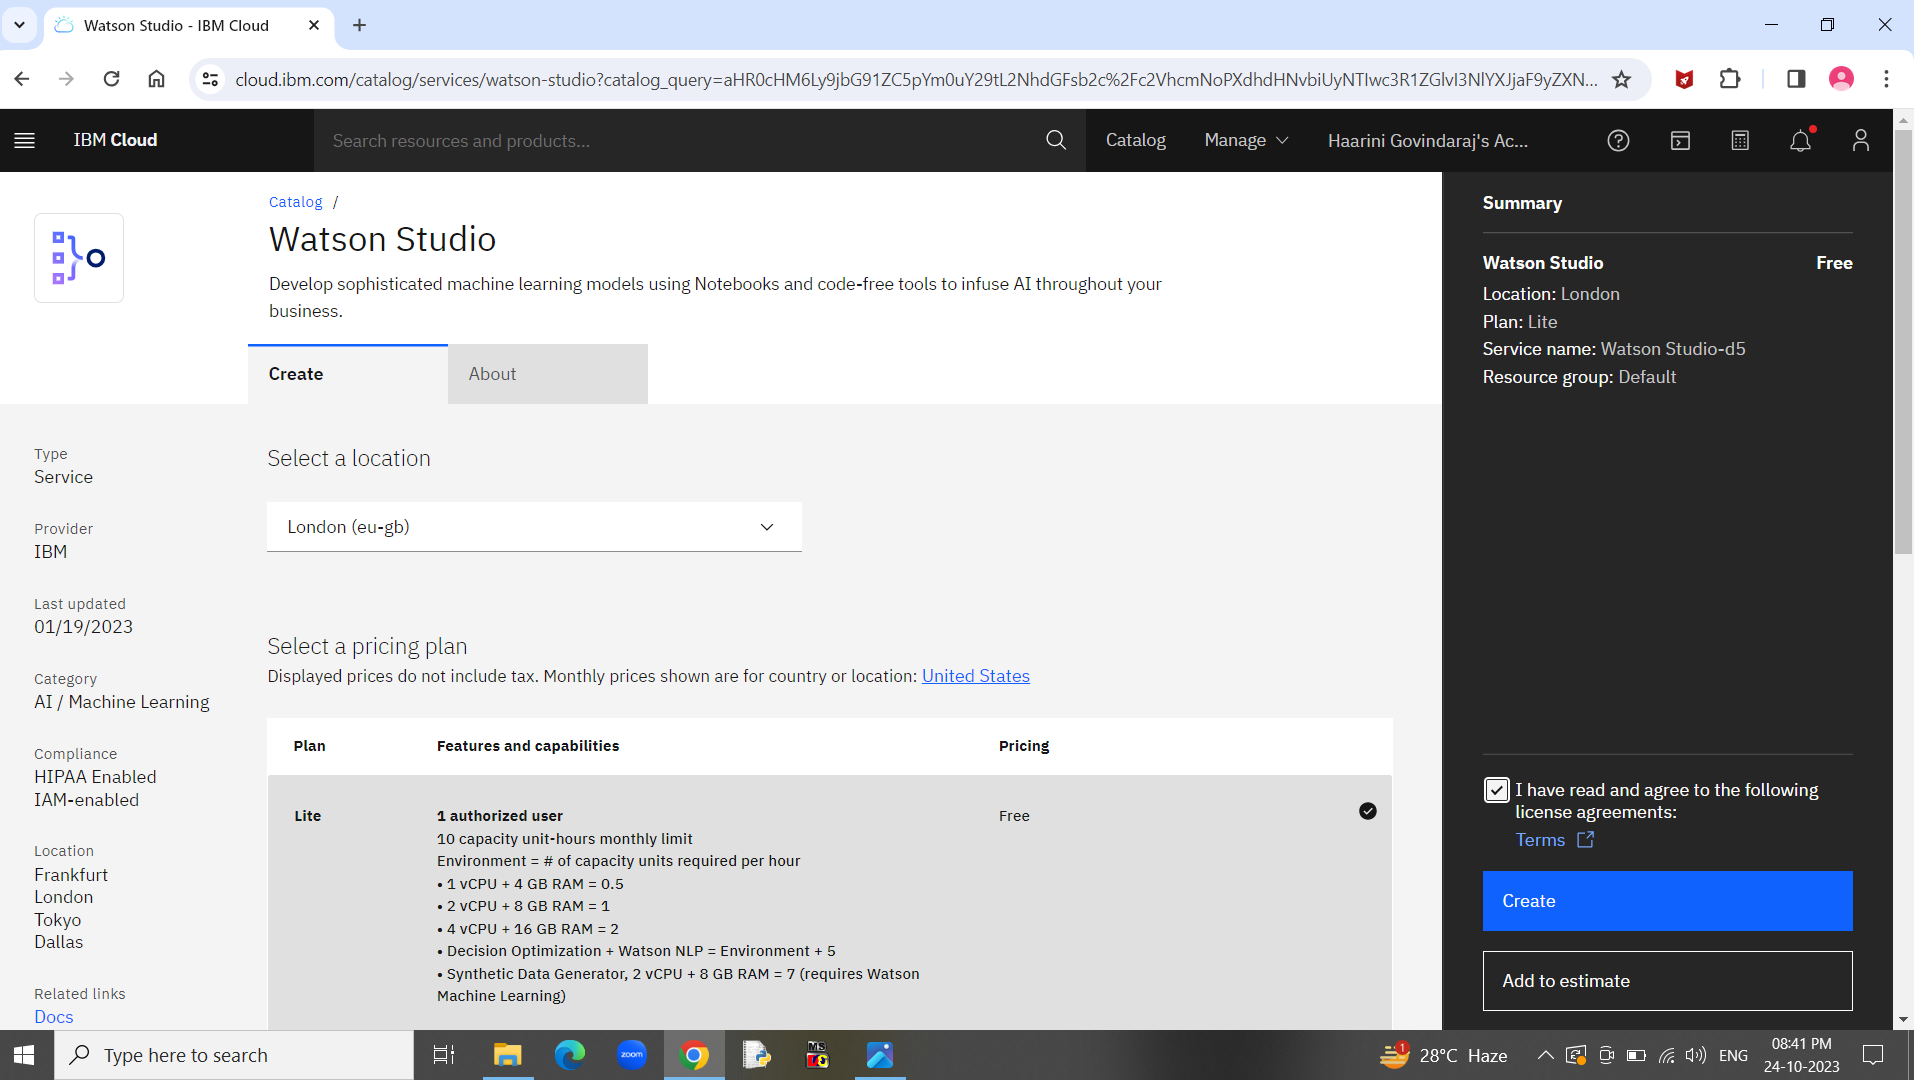 Watson Studio - IBM Cloud
cloud.ibm.com/catalog/services/watson-studio?catalog_query=aHR0cHM6Ly9jbG91ZC5pYm0uY29tL2NhdGFsb2c%2Fc2VhcmNoPXdhdHNvbiUyNTIwc3R1ZGlvI3NlYXJjaF9yZXN...
IBM Cloud
Search resources and products...
Catalog
Manage
Haarini Govindaraj's Ac...
Catalog /
Watson Studio
Develop sophisticated machine learning models using Notebooks and code-free tools to infuse AI throughout your
business.
Create
About
Type
Service
Provider
IBM
Last updated
01/19/2023
Category
AI / Machine Learning
Compliance
HIPAA Enabled
IAM-enabled
Location
Frankfurt
London
Tokyo
Dallas
Related links
Docs
Select a location
London (eu-gb)
Select a pricing plan
Displayed prices do not include tax. Monthly prices shown are for country or location: United States
Plan
Features and capabilities
Pricing
Lite
1 authorized user
Free
10 capacity unit-hours monthly limit
Environment = # of capacity units required per hour
• 1 vCPU + 4 GB RAM = 0.5
• 2 vCPU + 8 GB RAM = 1
• 4 vCPU + 16 GB RAM = 2
• Decision Optimization + Watson NLP = Environment + 5
• Synthetic Data Generator, 2 vCPU + 8 GB RAM = 7 (requires Watson
Machine Learning)
Summary
Watson Studio
Free
Location: London
Plan: Lite
Service name: Watson Studio-d5
Resource group: Default
I have read and agree to the following
license agreements:
Terms
Create
Add to estimate
Type here to search
zoom
MS
1
28°C Haze
ENG
08:41 PM
24-10-2023